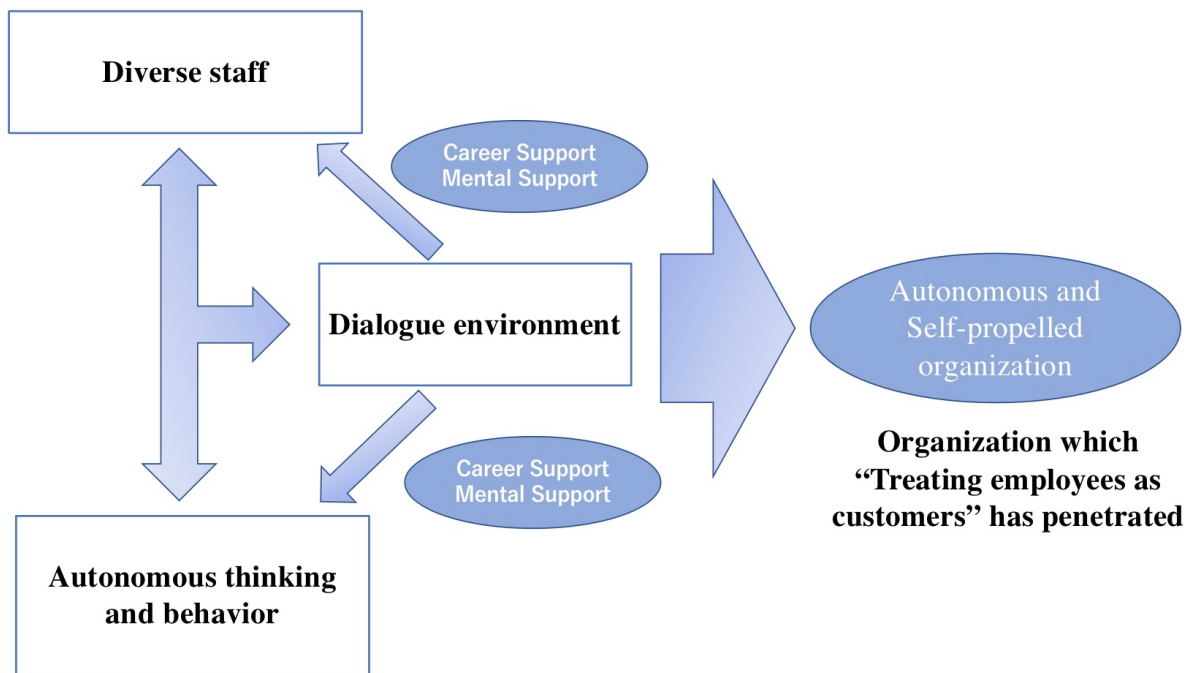 Diverse staff
Career Support
Mental Support
Dialogue environment
Career Support
Mental Support
Autonomous thinking
and behavior
Autonomous and
Self-propelled
organization
Organization which
“Treating employees as
customers” has penetrated